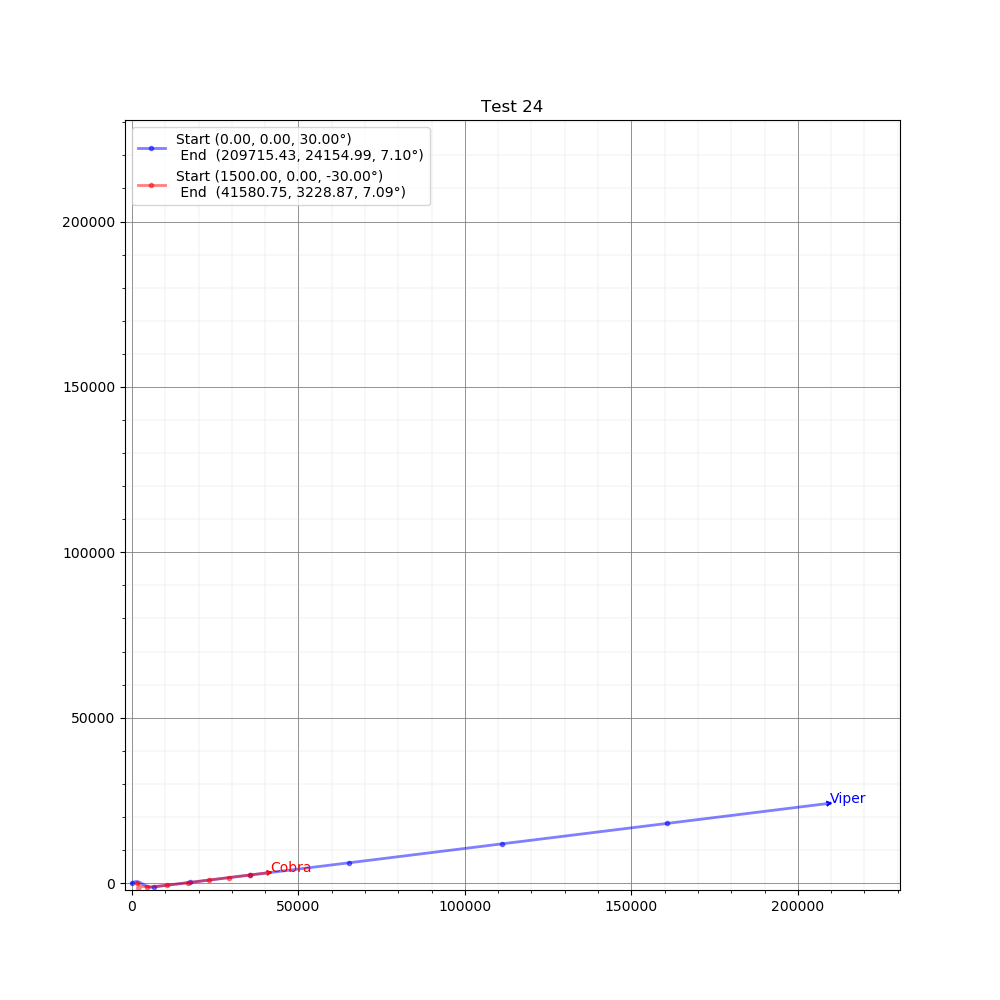 Test 24
Start (0.00, 0.00, 30.00°)
End  (209715.43, 24154.99, 7.10°)
Start (1500.00, 0.00, -30.00°)
End  (41580.75, 3228.87, 7.09°)
200000
150000
100000
50000
0
Viper
Cobra
0 50000 100000 150000 200000